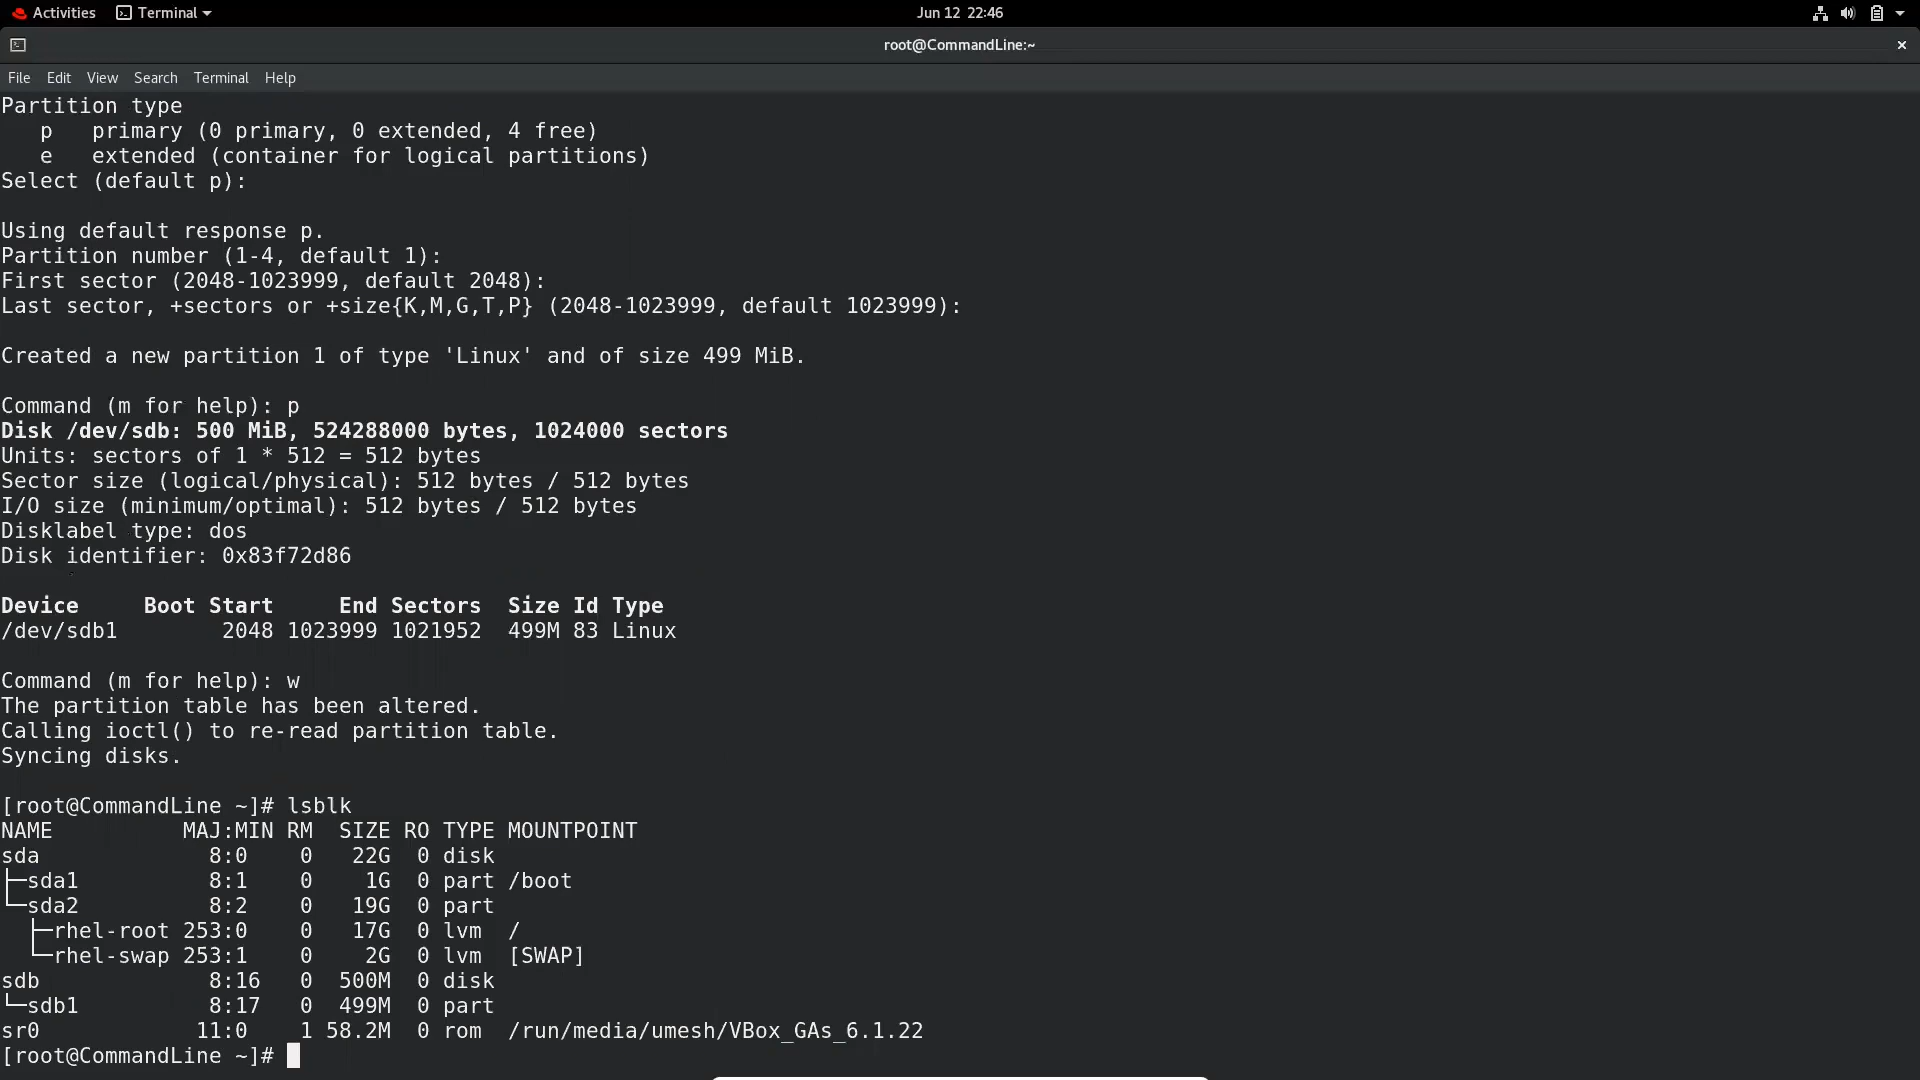 Activities Terminal Jun 12 22:46
root@CommandLine:~
File Edit View Search Terminal Help
Partition type
   p   primary (0 primary, 0 extended, 4 free)
   e   extended (container for logical partitions)
Select (default p):

Using default response p.
Partition number (1-4, default 1):
First sector (2048-1023999, default 2048):
Last sector, +sectors or +size{K,M,G,T,P} (2048-1023999, default 1023999):

Created a new partition 1 of type 'Linux' and of size 499 MiB.

Command (m for help): p
Disk /dev/sdb: 500 MiB, 524288000 bytes, 1024000 sectors
Units: sectors of 1 * 512 = 512 bytes
Sector size (logical/physical): 512 bytes / 512 bytes
I/O size (minimum/optimal): 512 bytes / 512 bytes
Disklabel type: dos
Disk identifier: 0x83f72d86

Device     Boot Start     End Sectors  Size Id Type
/dev/sdb1        2048 1023999 1021952  499M 83 Linux

Command (m for help): w
The partition table has been altered.
Calling ioctl() to re-read partition table.
Syncing disks.

[root@CommandLine ~]# lsblk
NAME          MAJ:MIN RM  SIZE RO TYPE MOUNTPOINT
sda             8:0    0   22G  0 disk
├─sda1          8:1    0    1G  0 part /boot
└─sda2          8:2    0   19G  0 part
  ├─rhel-root 253:0    0   17G  0 lvm  /
  └─rhel-swap 253:1    0    2G  0 lvm  [SWAP]
sdb             8:16   0  500M  0 disk
└─sdb1          8:17   0  499M  0 part
sr0            11:0    1 58.2M  0 rom  /run/media/umesh/VBox_GAs_6.1.22
[root@CommandLine ~]#